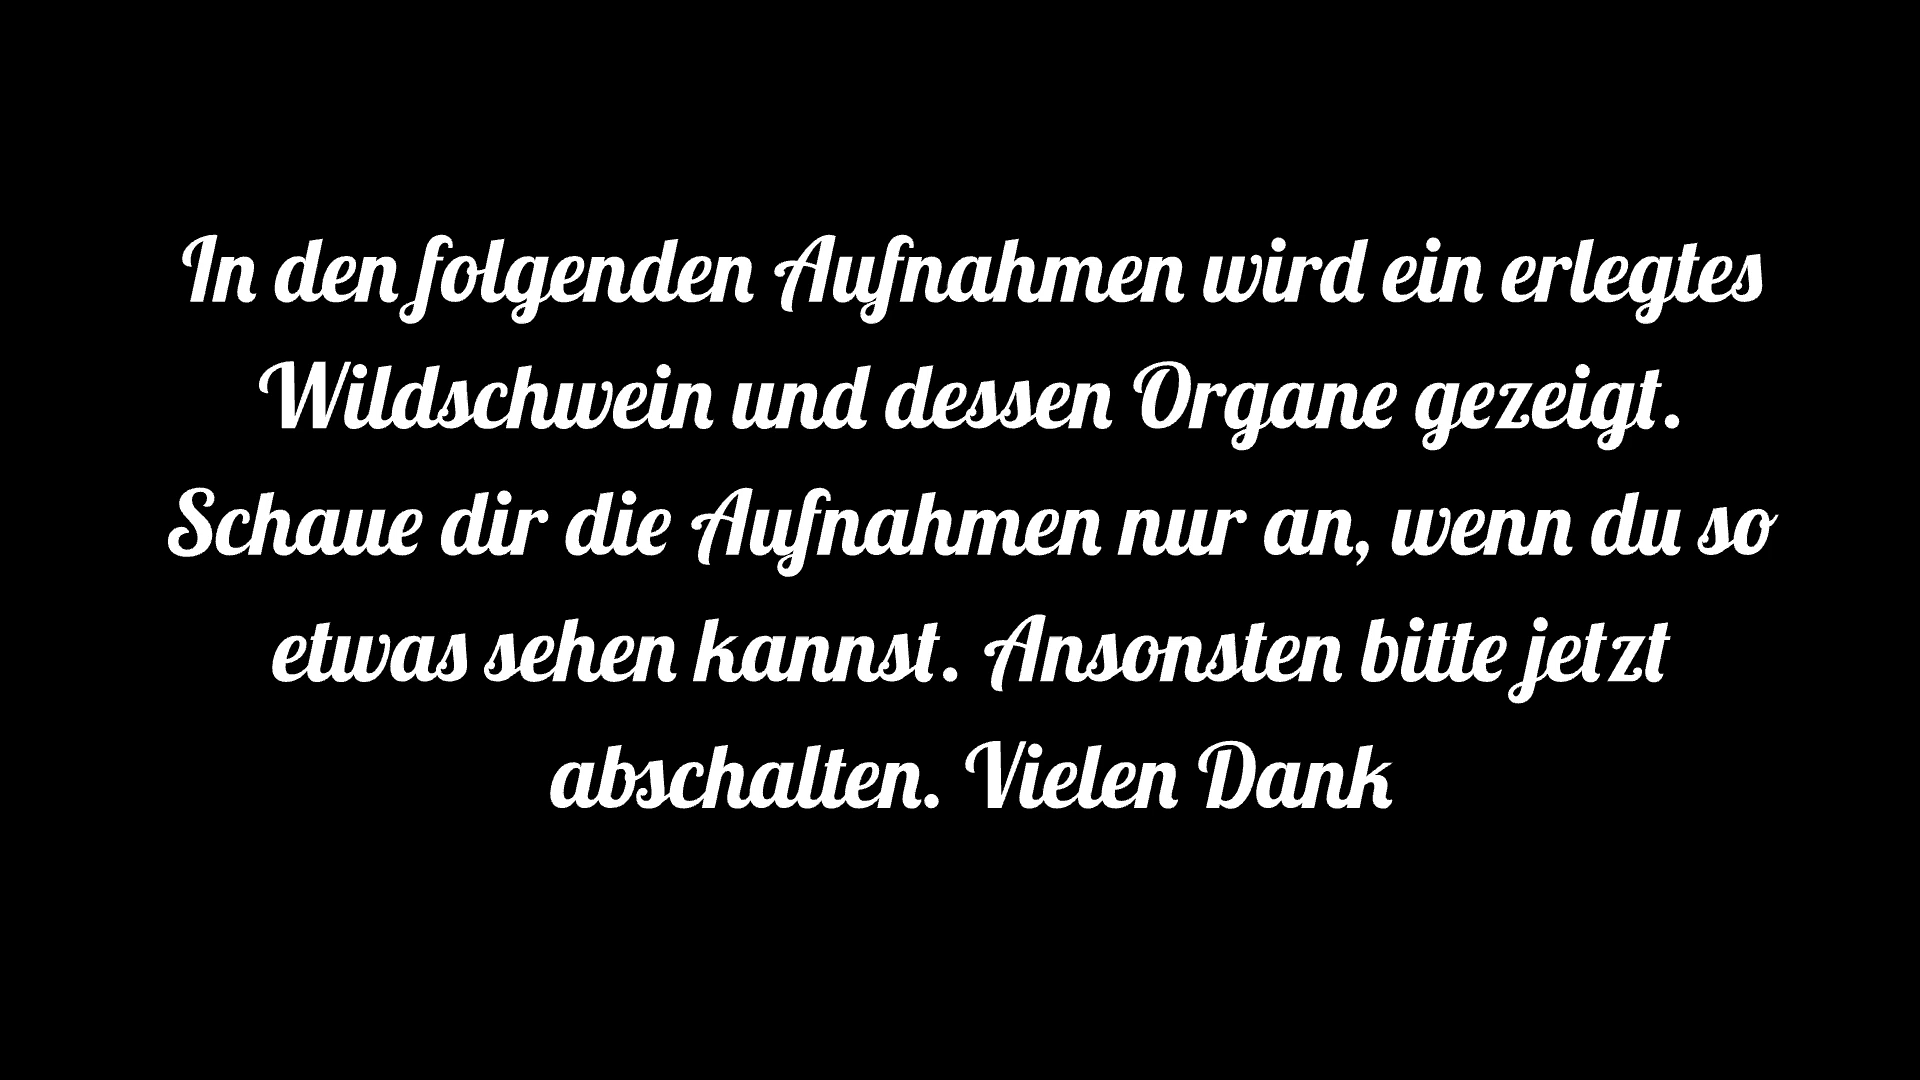 In den folgenden Aufnahmen wird ein erlegtes
Wildschwein und dessen Organe gezeigt.
Schaue dir die Aufnahmen nur an, wenn du so
etwas sehen kannst. Ansonsten bitte jetzt
abschalten. Vielen Dank